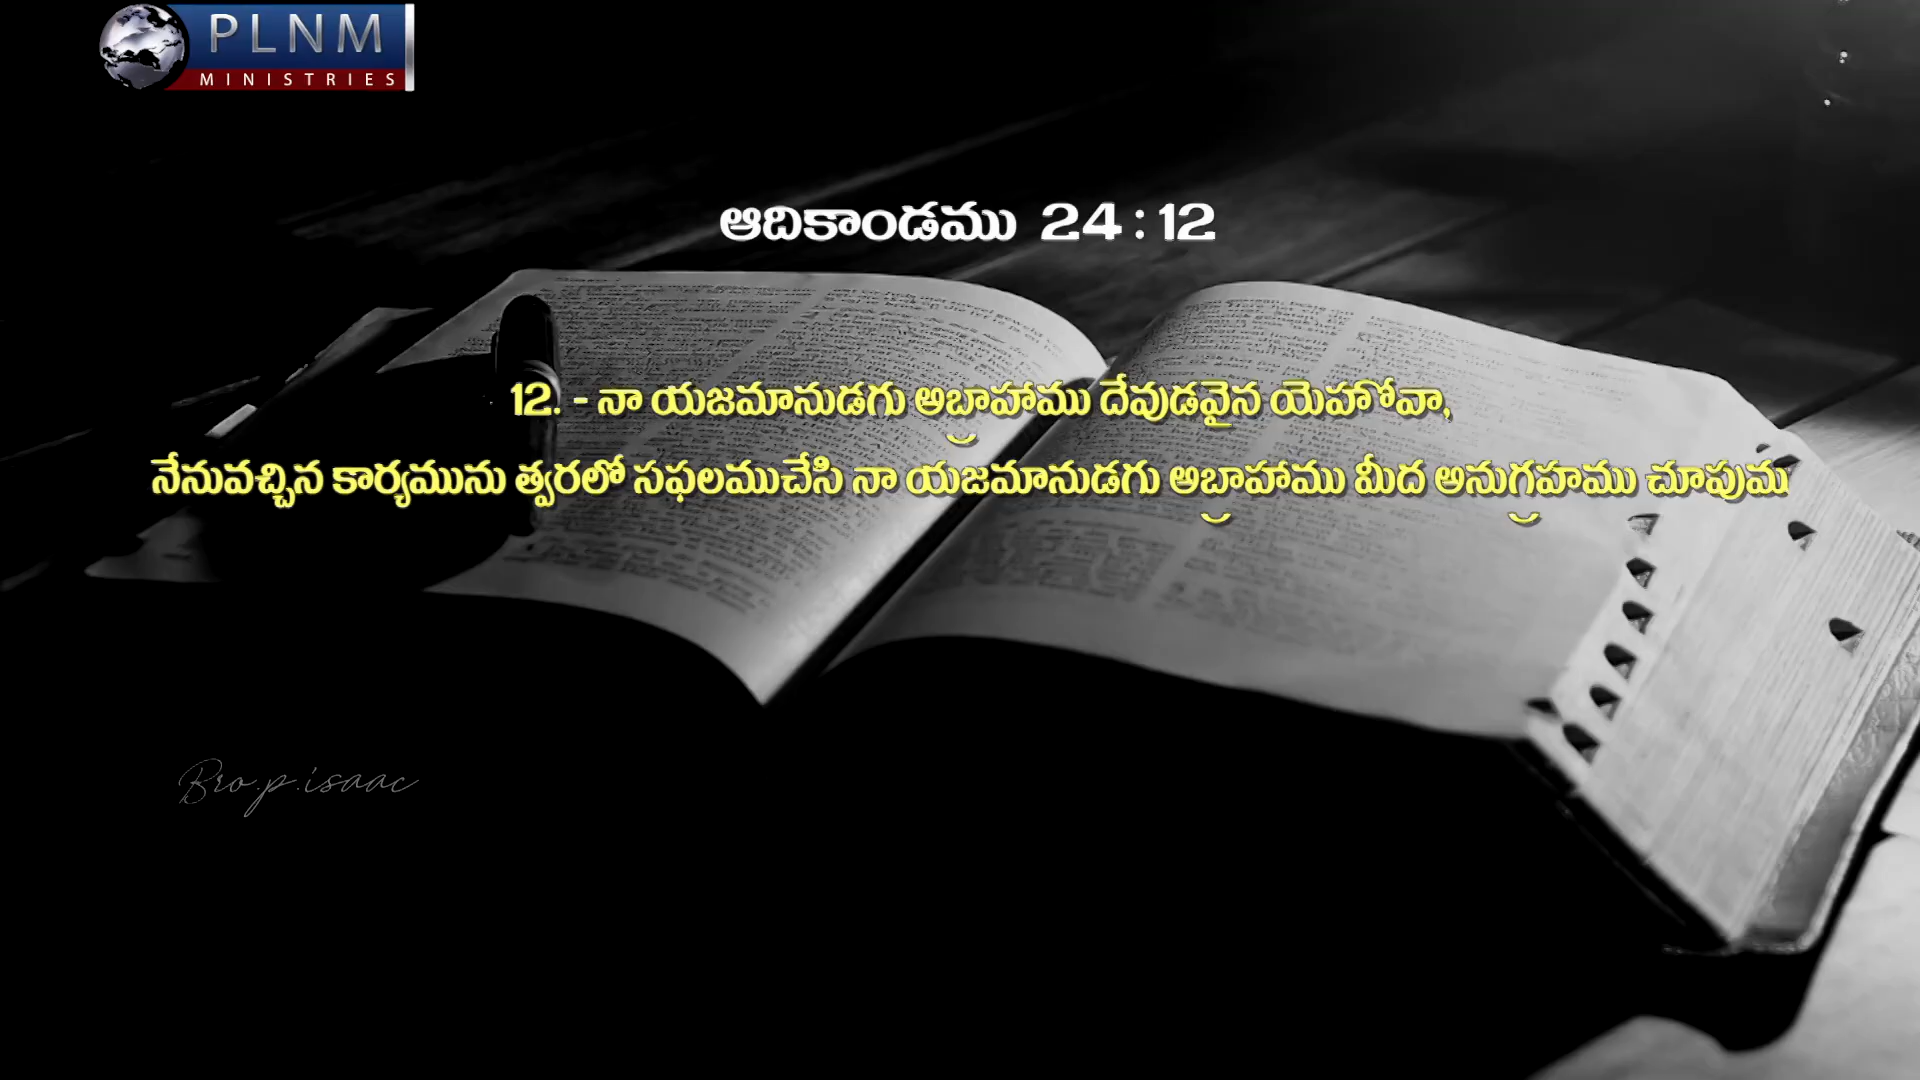 PLNM
MINISTRIES
ఆదికాండము 24 : 12
12. - నా యజమానుడగు అబ్రాహాము దేవుడవైన యెహోవా,
నేనువచ్చిన కార్యమును త్వరలో సఫలముచేసి నా యజమానుడగు అబ్రాహాము మీద అనుగ్రహము చూపుము
Bro.p.isaac